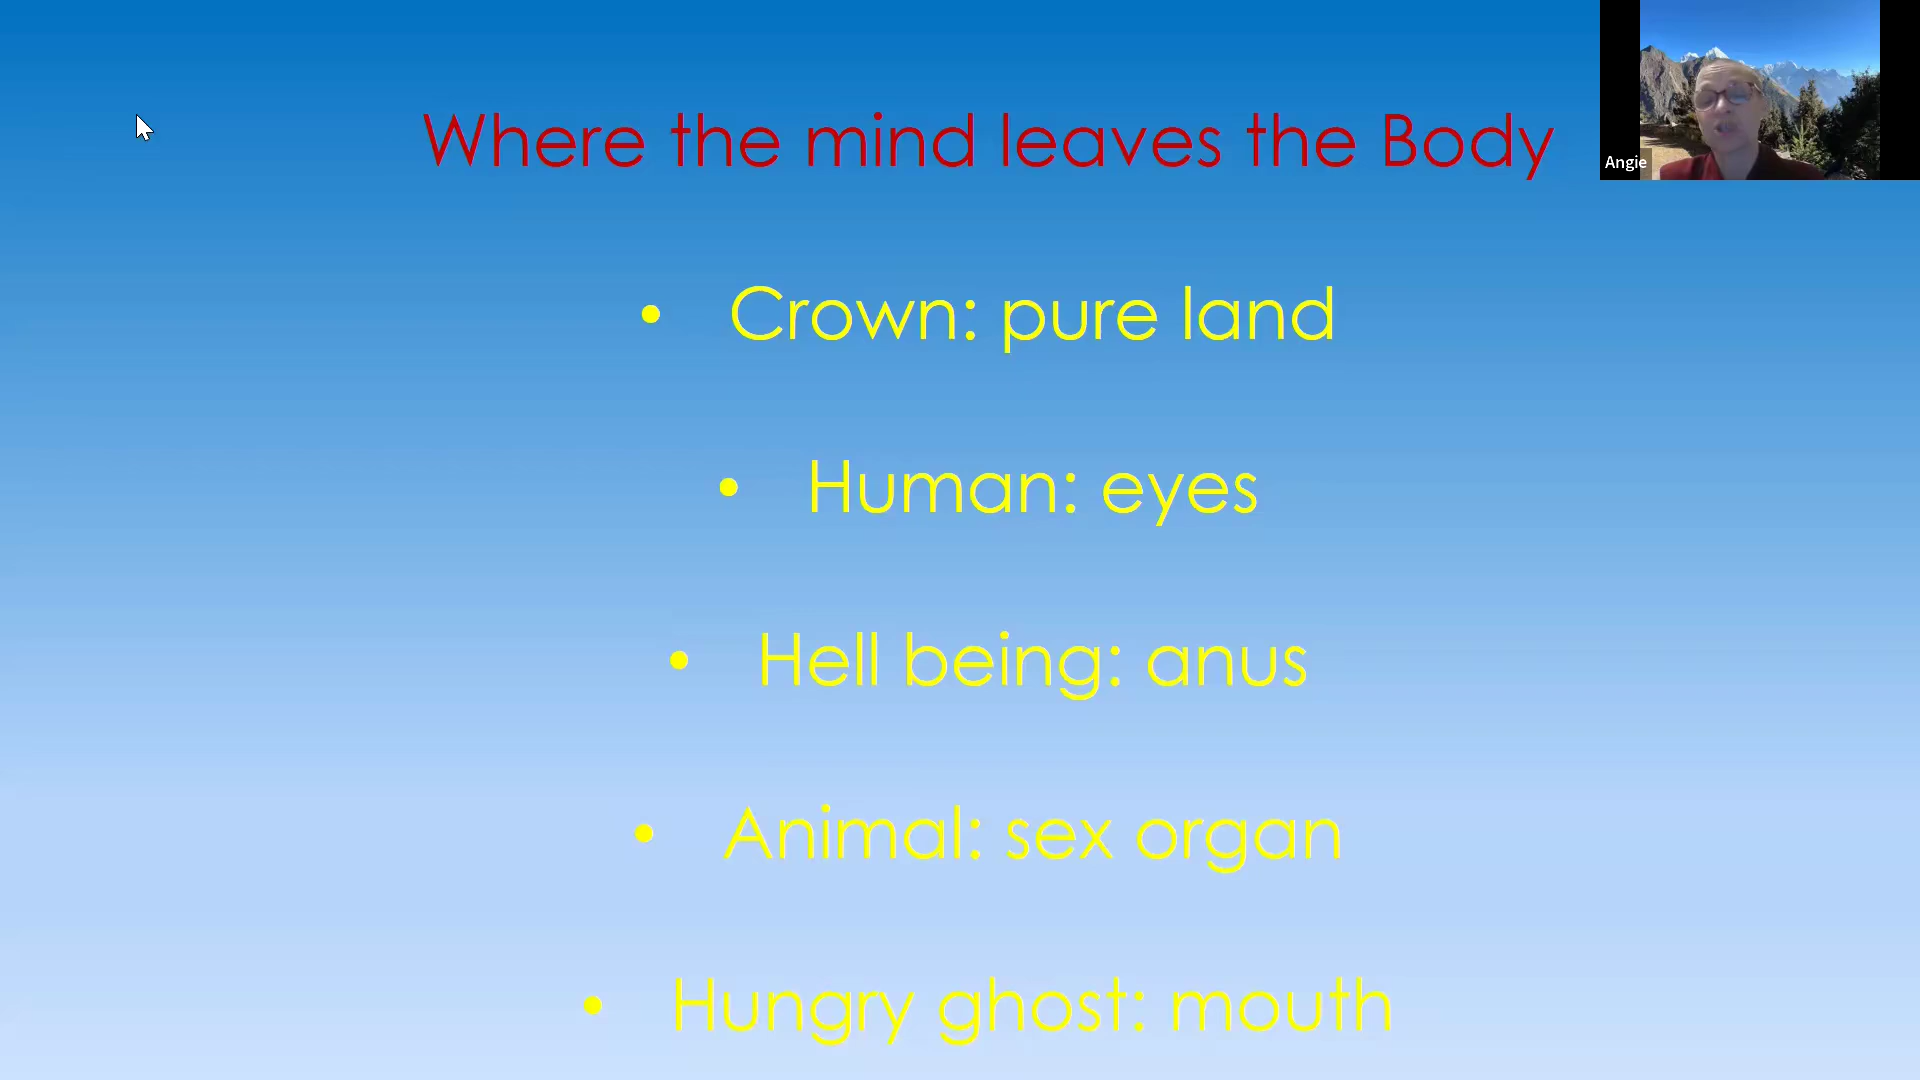 Where the mind leaves the Body
Angie
• Crown: pure land
• Human: eyes
• Hell being: anus
• Animal: sex organ
• Hungry ghost: mouth